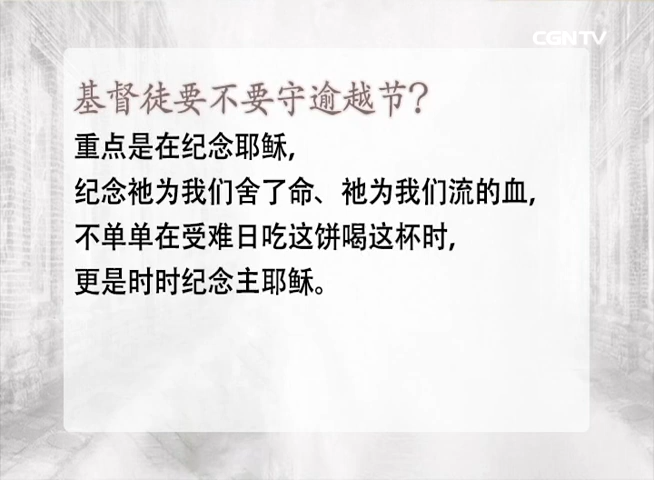 CGNTV
基督徒要不要守逾越节?
重点是在纪念耶稣,
纪念祂为我们舍了命、祂为我们流的血,
不单单在受难日吃这饼喝这杯时,
更是时时纪念主耶稣。